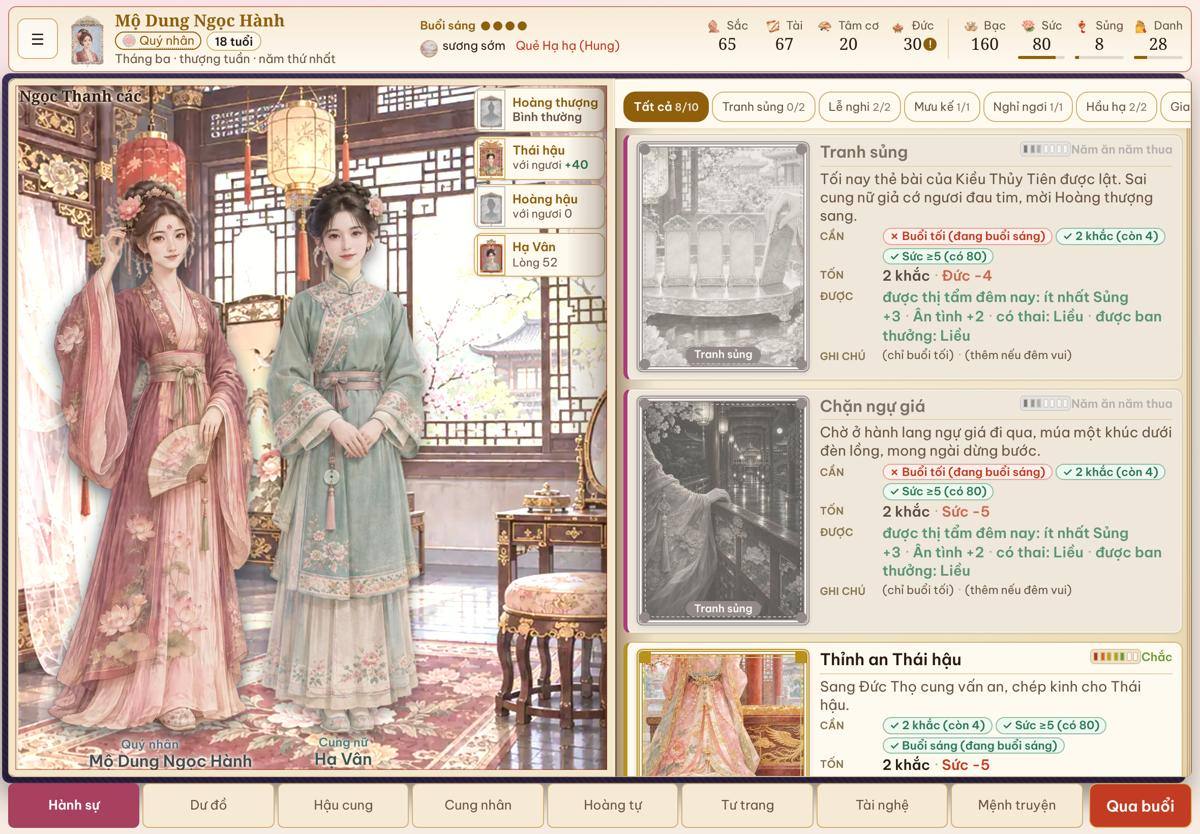 ☰
Mộ Dung Ngọc Hành
Quý nhân 18 tuổi
Tháng ba · thượng tuần · năm thứ nhất
Buổi sáng
sương sớm Quẻ Hạ hạ (Hung)
Sắc 65
Tài 67
Tâm cơ 20
Đức 30 !
Bạc 160
Sức 80
Sủng 8
Danh 28
Ngọc Thanh các
Hoàng thượng
Bình thường
Thái hậu
với ngươi +40
Hoàng hậu
với ngươi 0
Hạ Vân
Lòng 52
Quý nhân
Mộ Dung Ngọc Hành
Cung nữ
Hạ Vân
Tất cả 8/10
Tranh sủng 0/2
Lễ nghi 2/2
Mưu kế 1/1
Nghỉ ngơi 1/1
Hầu hạ 2/2
Gia
Tranh sủng
Tranh sủng Năm ăn năm thua
Tối nay thẻ bài của Kiều Thủy Tiên được lật. Sai
cung nữ giả cớ ngươi đau tim, mời Hoàng thượng
sang.
CẦN × Buổi tối (đang buổi sáng) ✓ 2 khắc (còn 4)
✓ Sức ≥5 (có 80)
TỐN 2 khắc · Đức -4
ĐƯỢC được thị tẩm đêm nay: ít nhất Sủng
+3 · Ân tình +2 · có thai: Liều · được ban
thưởng: Liều
GHI CHÚ (chỉ buổi tối) · (thêm nếu đêm vui)
Tranh sủng
Chặn ngự giá Năm ăn năm thua
Chờ ở hành lang ngự giá đi qua, múa một khúc dưới
đèn lồng, mong ngài dừng bước.
CẦN × Buổi tối (đang buổi sáng) ✓ 2 khắc (còn 4)
✓ Sức ≥5 (có 80)
TỐN 2 khắc · Sức -5
ĐƯỢC được thị tẩm đêm nay: ít nhất Sủng
+3 · Ân tình +2 · có thai: Liều · được ban
thưởng: Liều
GHI CHÚ (chỉ buổi tối) · (thêm nếu đêm vui)
Thỉnh an Thái hậu Chắc
Sang Đức Thọ cung vấn an, chép kinh cho Thái
hậu.
CẦN ✓ 2 khắc (còn 4) ✓ Sức ≥5 (có 80)
✓ Buổi sáng (đang buổi sáng)
TỐN 2 khắc · Sức -5
Hành sự
Dư đồ
Hậu cung
Cung nhân
Hoàng tự
Tư trang
Tài nghệ
Mệnh truyện
Qua buổi